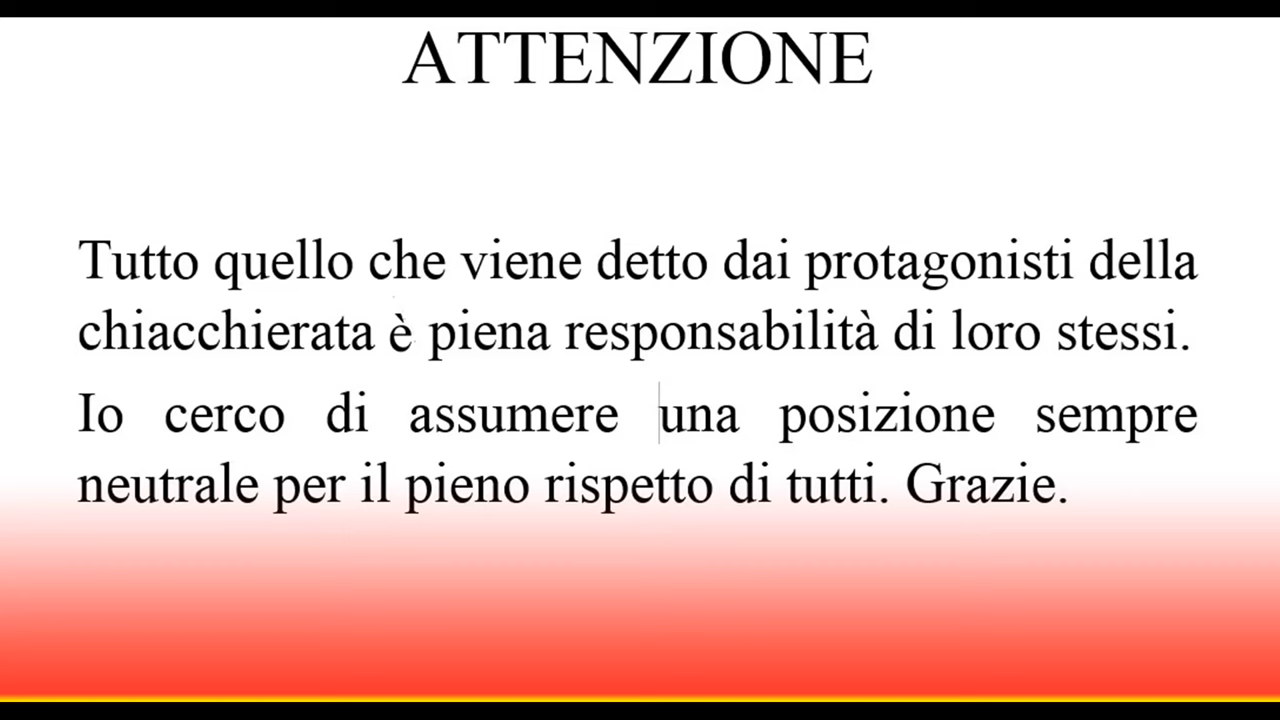 ATTENZIONE
Tutto quello che viene detto dai protagonisti della
chiacchierata è piena responsabilità di loro stessi.
Io cerco di assumere una posizione sempre
neutrale per il pieno rispetto di tutti. Grazie.